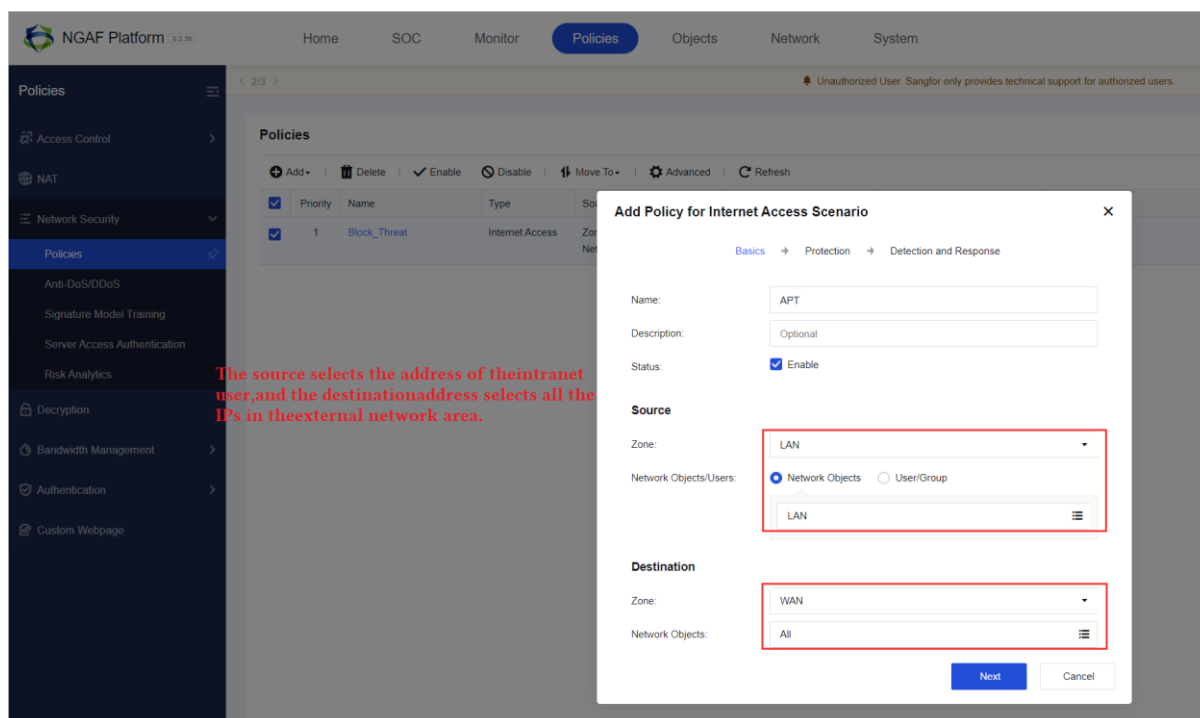 NGAF Platform 8.0.36
Home SOC Monitor Policies Objects Network System
Policies
2/3
Unauthorized User. Sangfor only provides technical support for authorized users.
Access Control
NAT
Network Security
Policies
Anti-DoS/DDoS
Signature Model Training
Server Access Authentication
Risk Analytics
Decryption
Bandwidth Management
Authentication
Custom Webpage
Policies
Add Delete Enable Disable Move To Advanced Refresh
Priority Name Type
1 Block_Threat Internet Access
The source selects the address of theintranet
user,and the destinationaddress selects all the
IPs in theexternal network area.
Add Policy for Internet Access Scenario
Basics Protection Detection and Response
Name: APT
Description: Optional
Status: Enable
Source
Zone: LAN
Network Objects/Users: Network Objects User/Group
LAN
Destination
Zone: WAN
Network Objects: All
Next Cancel